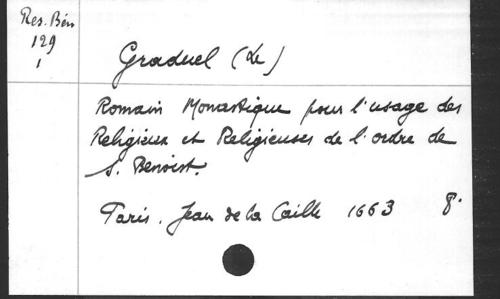 Res. Bén
129
1
Graduel (Le)
Romain Monastique pour l'usage des
Religieux et Religieuses de l'ordre de
S. Benoist.
Paris. Jean de la Caille 1663 8°